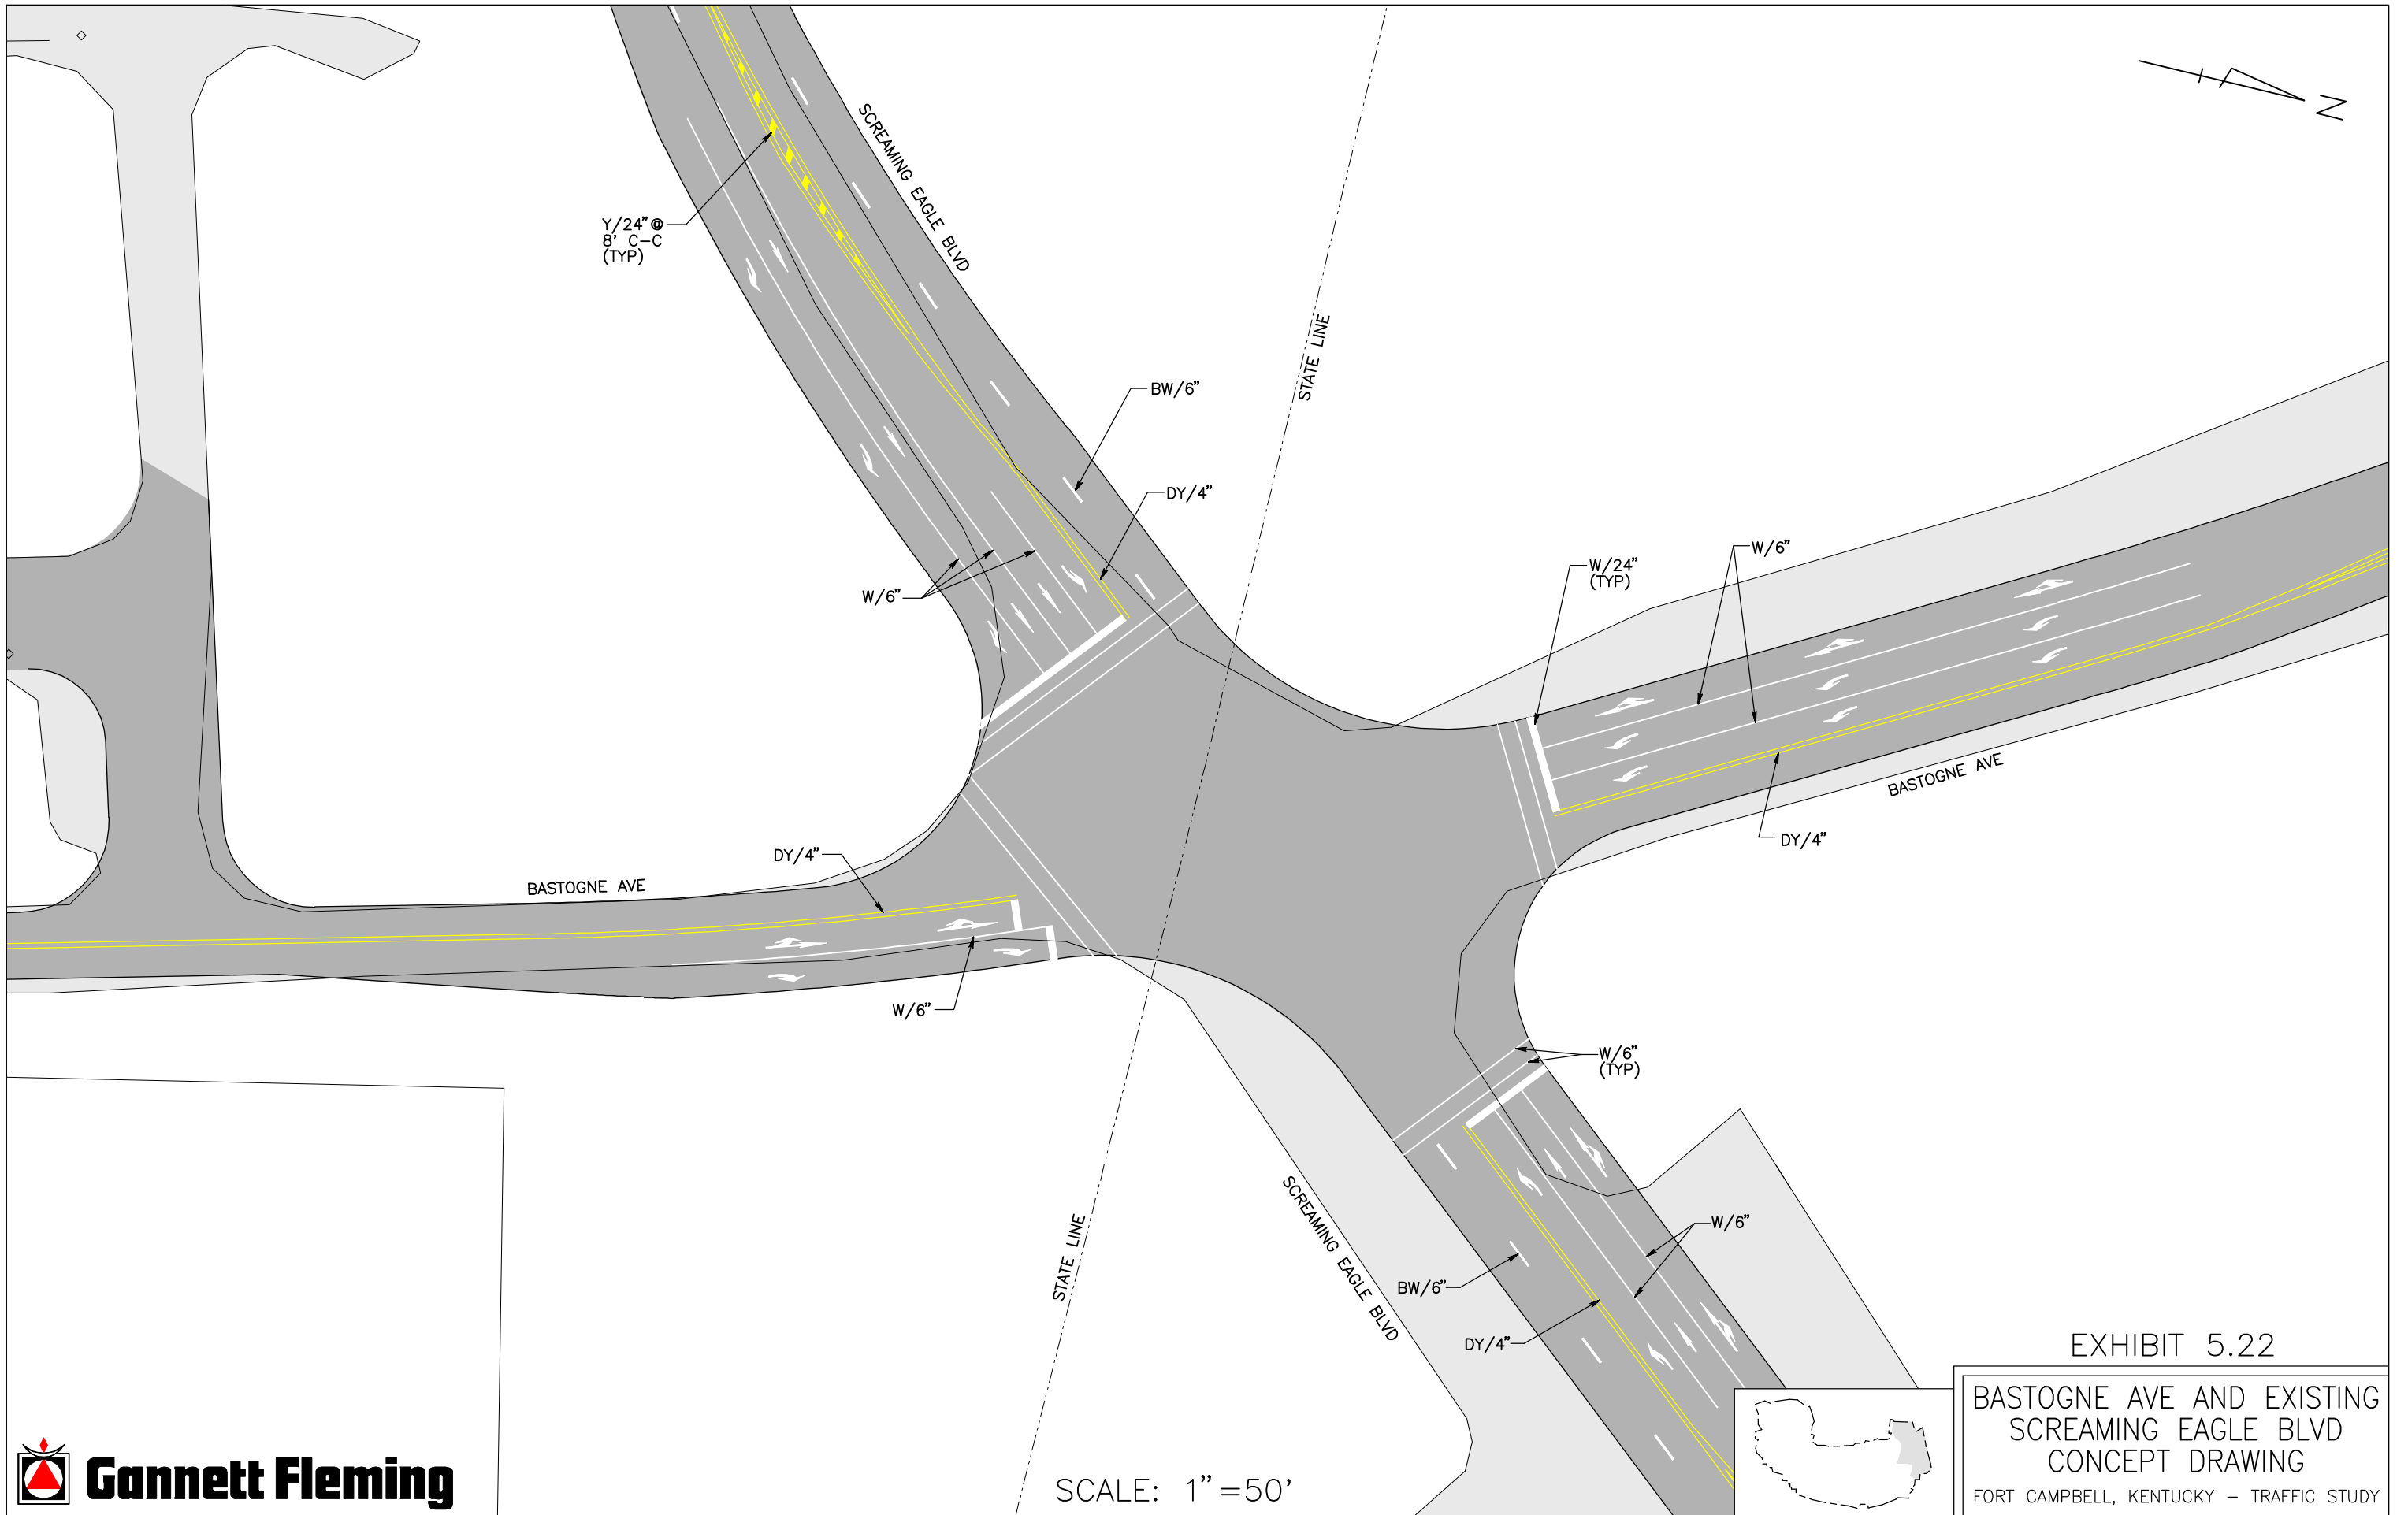 N
SCREAMING EAGLE BLVD
Y/24"@
8' C-C
(TYP)
STATE LINE
BW/6"
DY/4"
W/6"
W/24"
(TYP)
W/6"
BASTOGNE AVE
DY/4"
DY/4"
BASTOGNE AVE
W/6"
W/6"
(TYP)
STATE LINE
SCREAMING EAGLE BLVD
W/6"
BW/6"
DY/4"
EXHIBIT 5.22
BASTOGNE AVE AND EXISTING
SCREAMING EAGLE BLVD
CONCEPT DRAWING
FORT CAMPBELL, KENTUCKY – TRAFFIC STUDY
SCALE: 1"=50'
Gannett Fleming